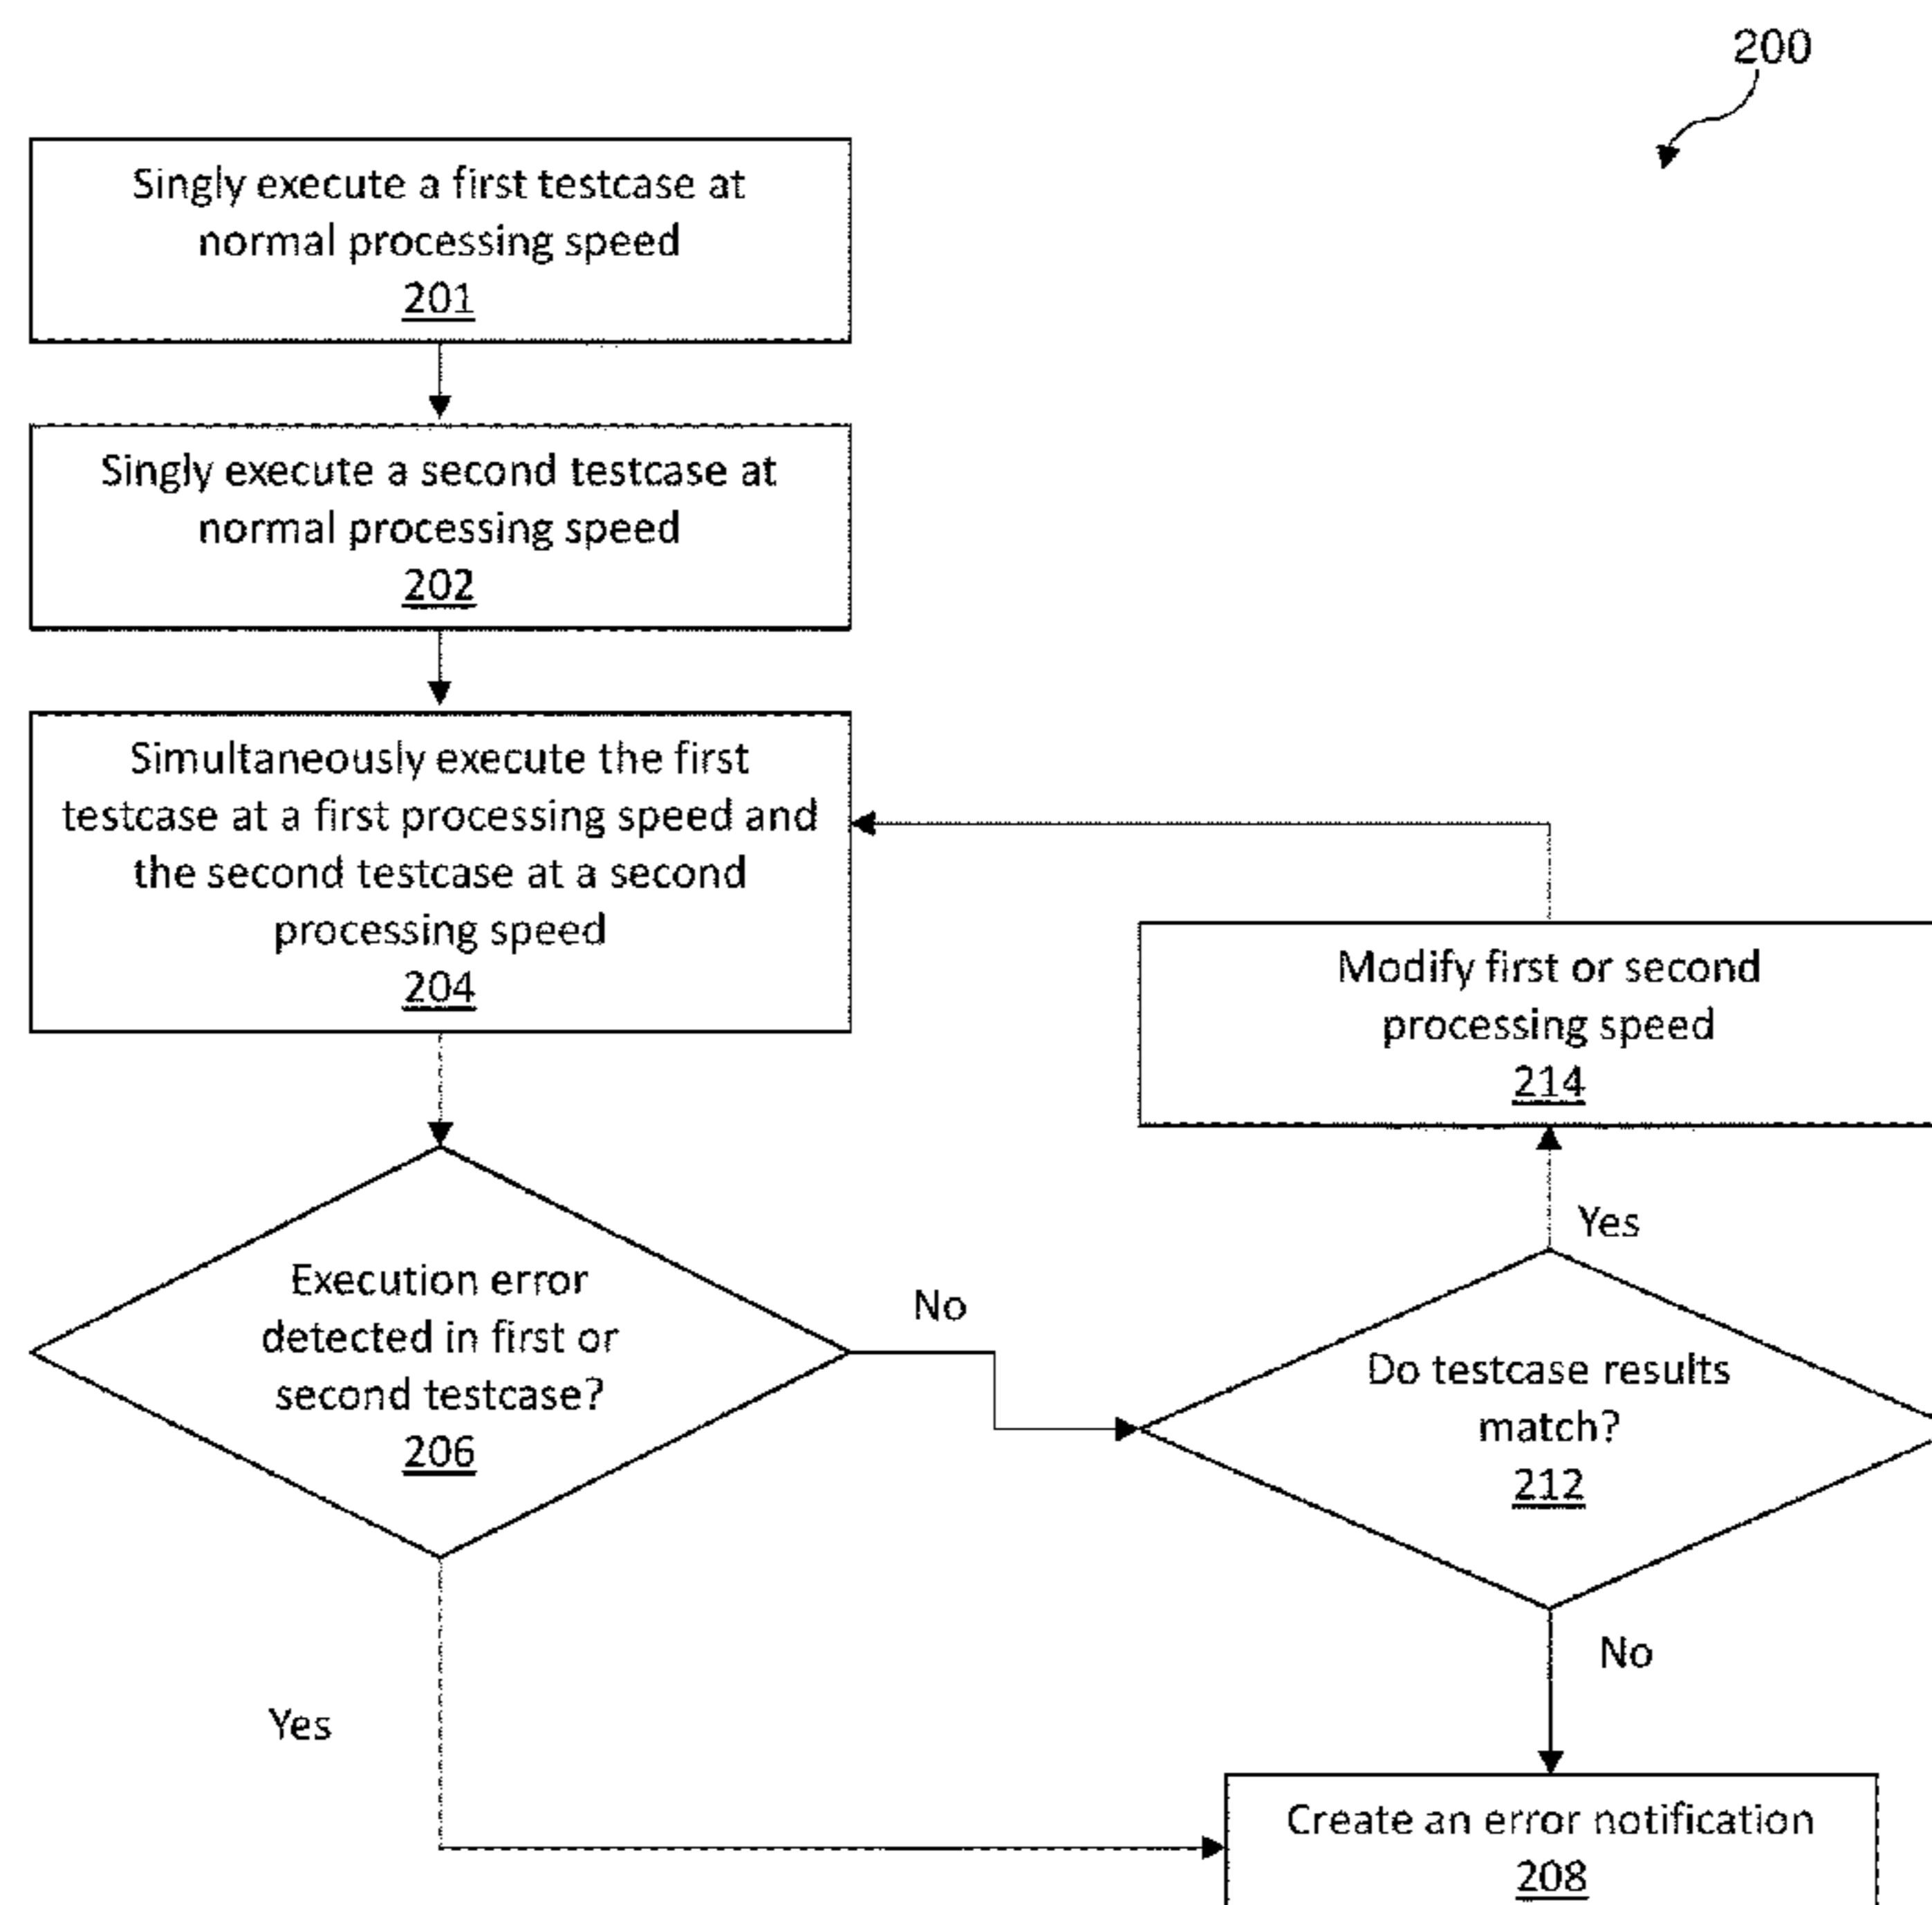 200
Singly execute a first testcase at
normal processing speed
201
Singly execute a second testcase at
normal processing speed
202
Simultaneously execute the first
testcase at a first processing speed and
the second testcase at a second
processing speed
204
Modify first or second
processing speed
214
Yes
Execution error
detected in first or
second testcase?
206
No
Do testcase results
match?
212
No
Yes
Create an error notification
208